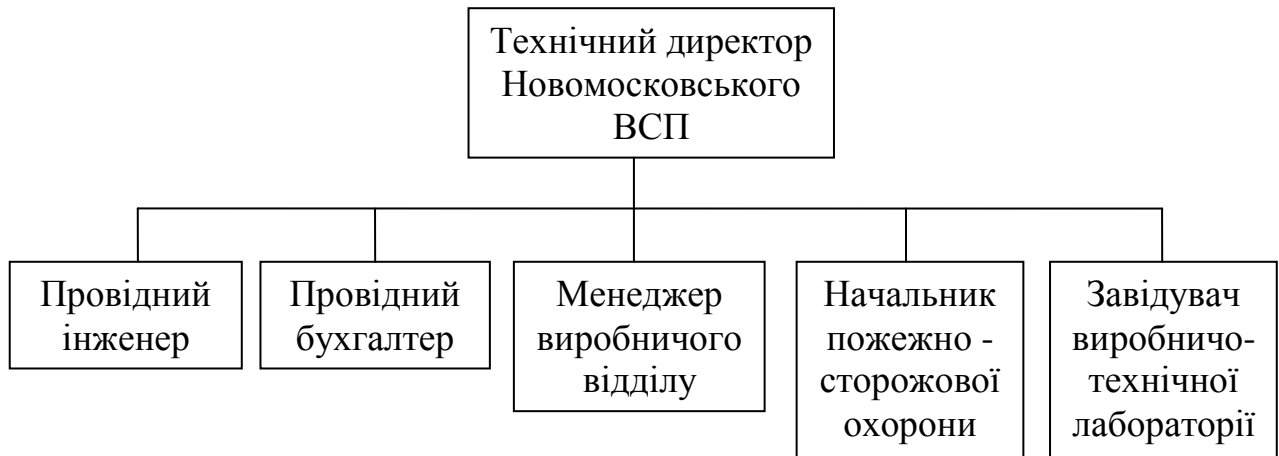 Технічний директор
Новомосковського
ВСП
Провідний
інженер
Провідний
бухгалтер
Менеджер
виробничого
відділу
Начальник
пожежно -
сторожової
охорони
Завідувач
виробничо-
технічної
лабораторії